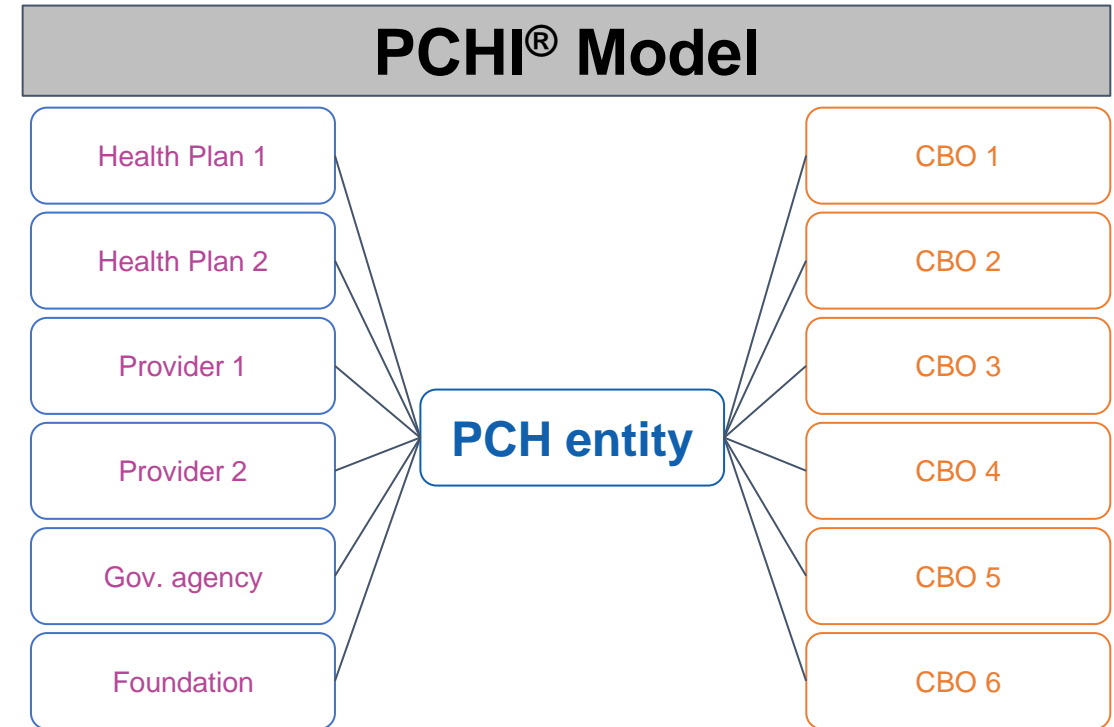 PCHI® Model
Health Plan 1
Health Plan 2
Provider 1
Provider 2
Gov. agency
Foundation
PCH entity
CBO 1
CBO 2
CBO 3
CBO 4
CBO 5
CBO 6